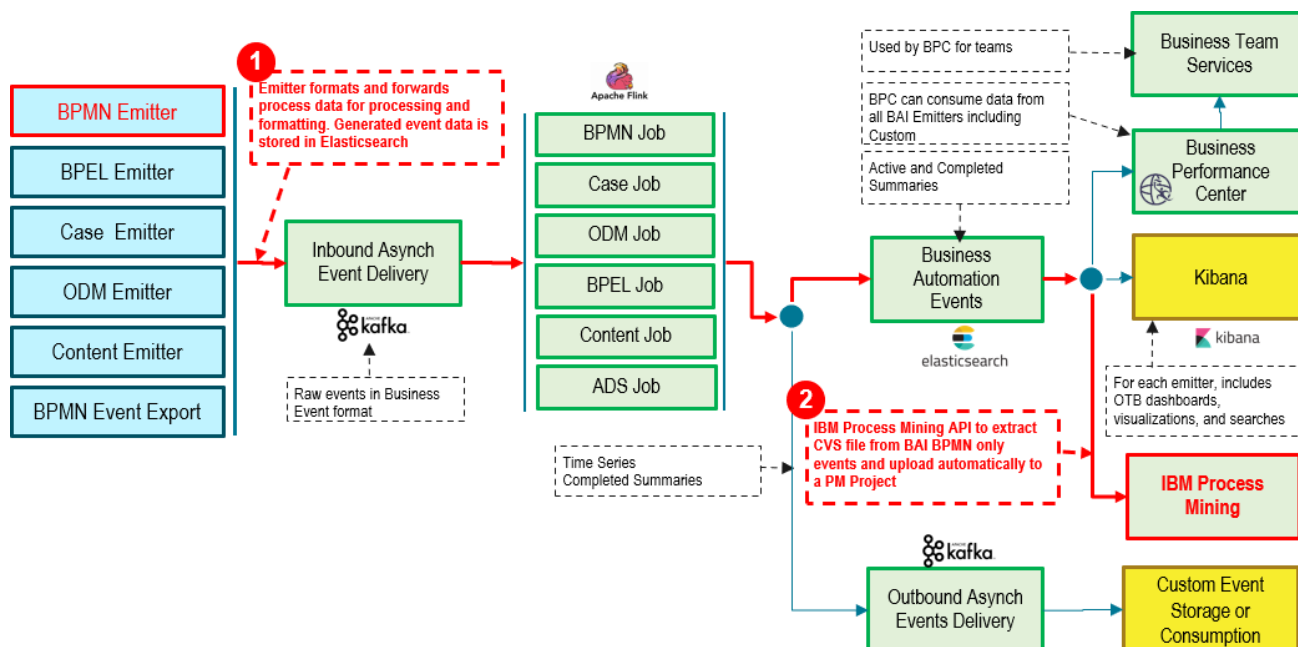 BPMN Emitter
BPEL Emitter
Case Emitter
ODM Emitter
Content Emitter
BPMN Event Export
1
Emitter formats and forwards
process data for processing and
formatting. Generated event data is
stored in Elasticsearch
Inbound Asynch
Event Delivery
APACHE
kafka
Raw events in Business
Event format
Apache Flink
BPMN Job
Case Job
ODM Job
BPEL Job
Content Job
ADS Job
Time Series
Completed Summaries
Used by BPC for teams
BPC can consume data from
all BAI Emitters including
Custom
Active and Completed
Summaries
Business
Automation
Events
elasticsearch
2
IBM Process Mining API to extract
CVS file from BAI BPMN only
events and upload automatically to
a PM Project
APACHE
kafka
Outbound Asynch
Events Delivery
Business Team
Services
Business
Performance
Center
Kibana
kibana
For each emitter, includes
OTB dashboards,
visualizations, and searches
IBM Process
Mining
Custom Event
Storage or
Consumption